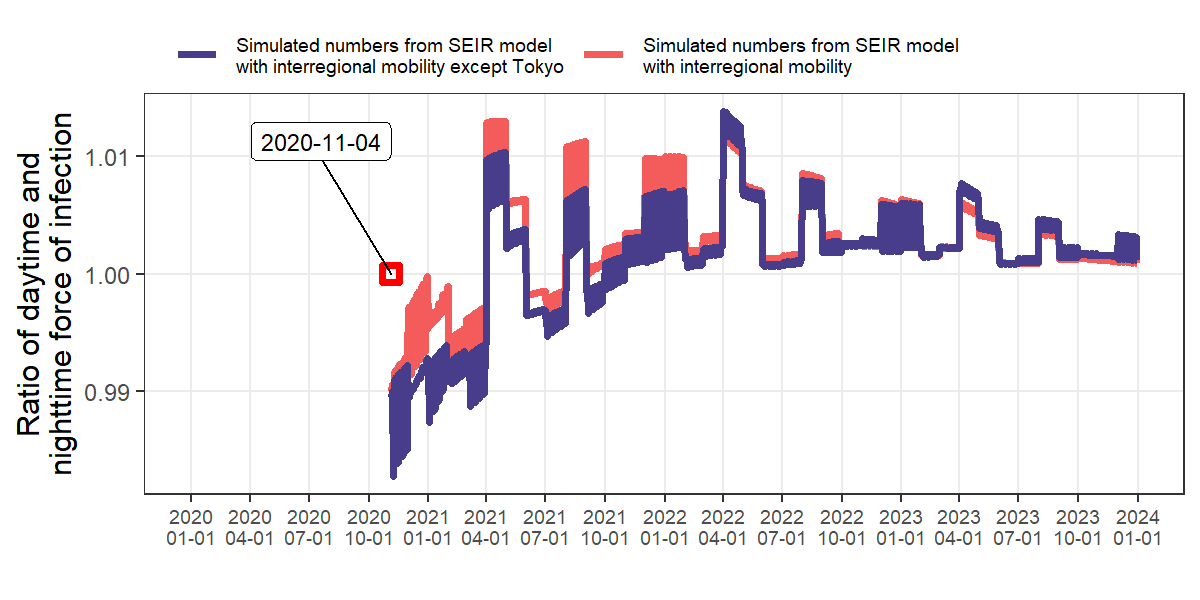 Simulated numbers from SEIR model
with interregional mobility except Tokyo
Simulated numbers from SEIR model
with interregional mobility
Ratio of daytime and
nighttime force of infection
2020-11-04
1.01
1.00
0.99
2020 2020 2020 2020 2021 2021 2021 2021 2022 2022 2022 2022 2023 2023 2023 2023 2024
01-01 04-01 07-01 10-01 01-01 04-01 07-01 10-01 01-01 04-01 07-01 10-01 01-01 04-01 07-01 10-01 01-01